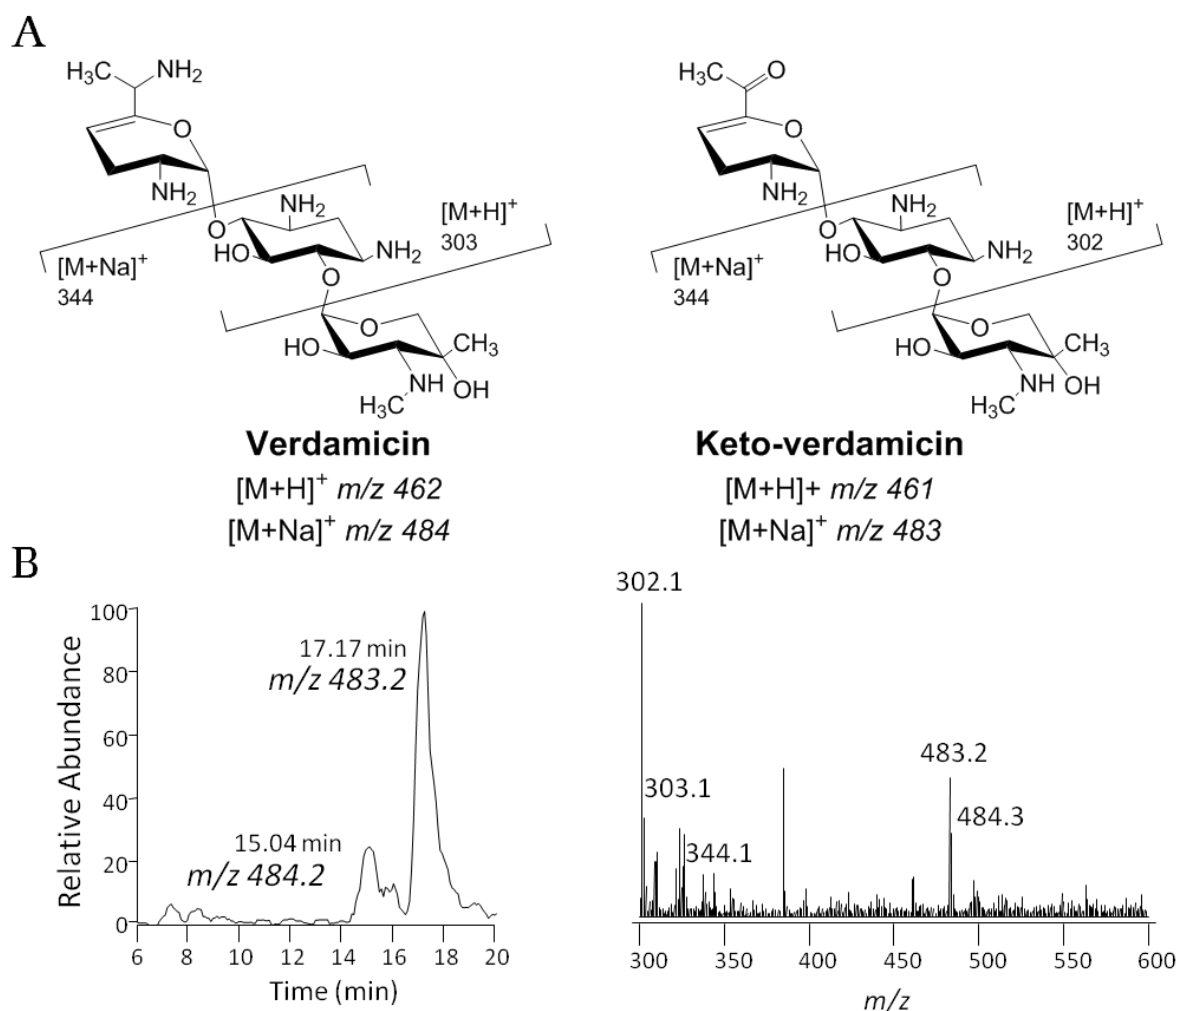 A
H₃C NH₂
O
NH₂
NH₂
O
HO
NH₂
O
[M+H]⁺
303
[M+Na]⁺
344
O
HO
CH₃
NH
OH
H₃C
Verdamicin
[M+H]⁺ m/z 462
[M+Na]⁺ m/z 484
H₃C O
O
NH₂
NH₂
O
HO
NH₂
O
[M+H]⁺
302
[M+Na]⁺
344
O
HO
CH₃
NH
OH
H₃C
Keto-verdamicin
[M+H]+ m/z 461
[M+Na]⁺ m/z 483
B
Relative Abundance
100
80
60
40
20
0
17.17 min
m/z 483.2
15.04 min
m/z 484.2
6 8 10 12 14 16 18 20
Time (min)
302.1
303.1
344.1
483.2
484.3
300 350 400 450 500 550 600
m/z